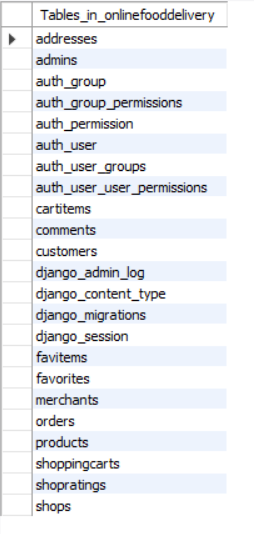 Tables_in_onlinefooddelivery
addresses
admins
auth_group
auth_group_permissions
auth_permission
auth_user
auth_user_groups
auth_user_user_permissions
cartitems
comments
customers
django_admin_log
django_content_type
django_migrations
django_session
favitems
favorites
merchants
orders
products
shoppingcarts
shopratings
shops